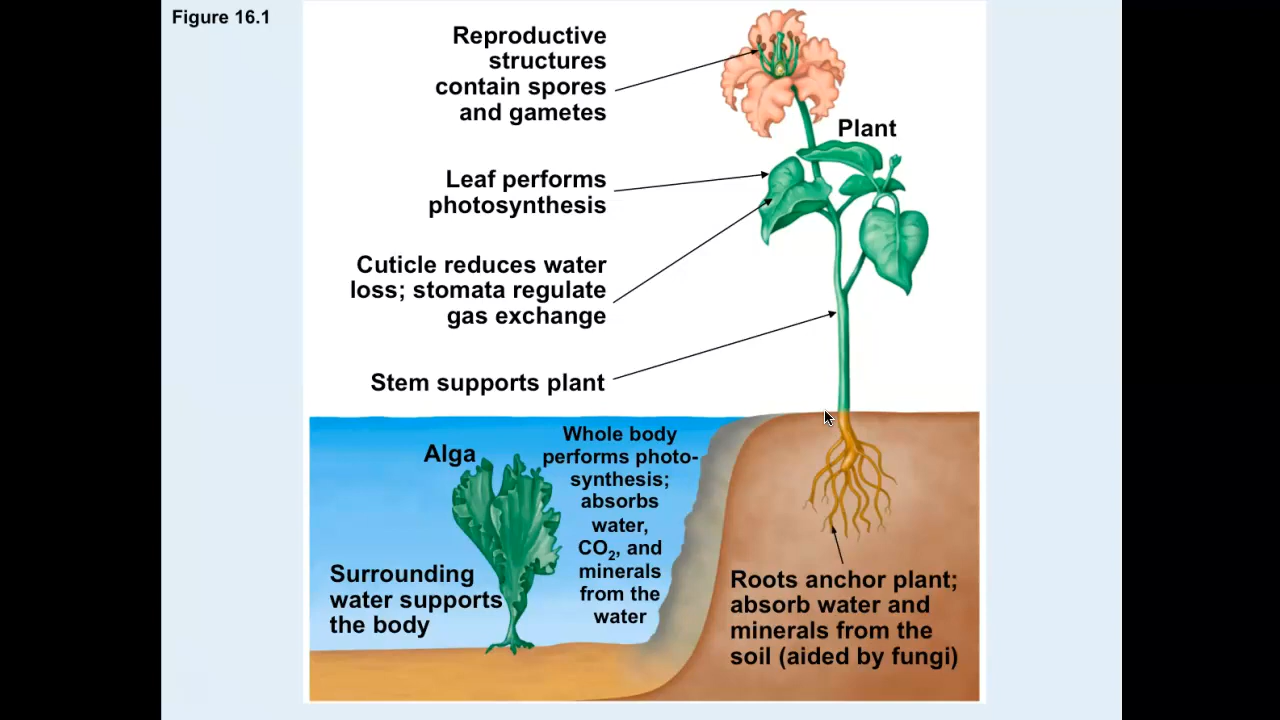 Figure 16.1
Reproductive
structures
contain spores
and gametes
Plant
Leaf performs
photosynthesis
Cuticle reduces water
loss; stomata regulate
gas exchange
Stem supports plant
Alga
Whole body
performs photo-
synthesis;
absorbs
water,
CO₂, and
minerals
from the
water
Surrounding
water supports
the body
Roots anchor plant;
absorb water and
minerals from the
soil (aided by fungi)